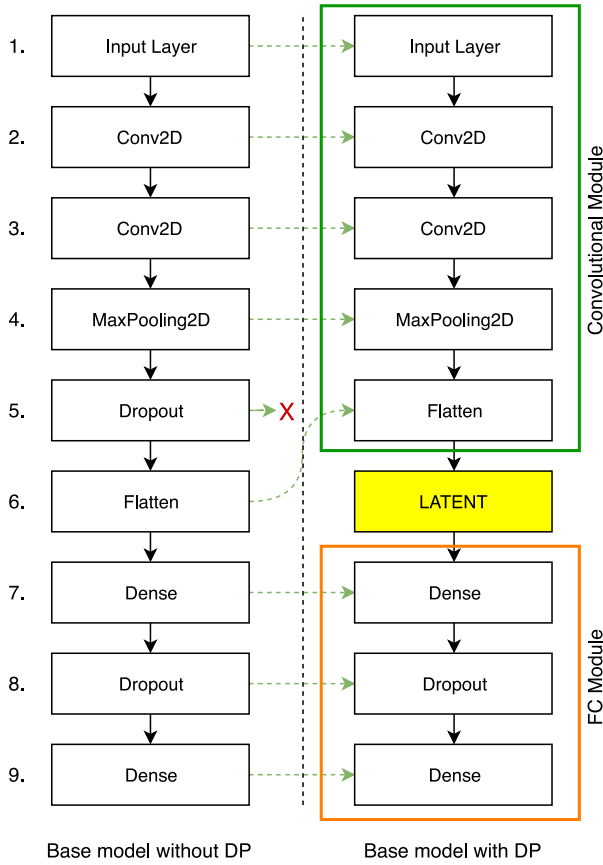 1. Input Layer Input Layer
2. Conv2D Conv2D
3. Conv2D Conv2D
4. MaxPooling2D MaxPooling2D
5. Dropout X Flatten
6. Flatten LATENT
7. Dense Dense
8. Dropout Dropout
9. Dense Dense
Convolutional Module
FC Module
Base model without DP Base model with DP